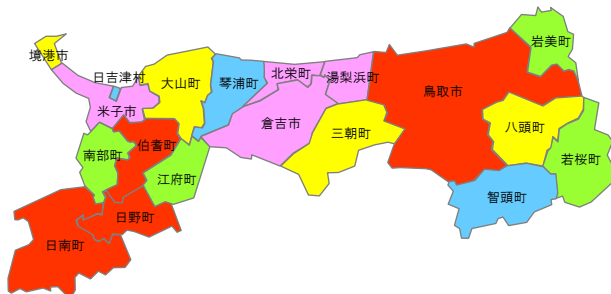 岩美町
境港市
日吉津村
大山町
琴浦町
北栄町
湯梨浜町
鳥取市
米子市
倉吉市
三朝町
八頭町
伯耆町
南部町
若桜町
江府町
智頭町
日野町
日南町